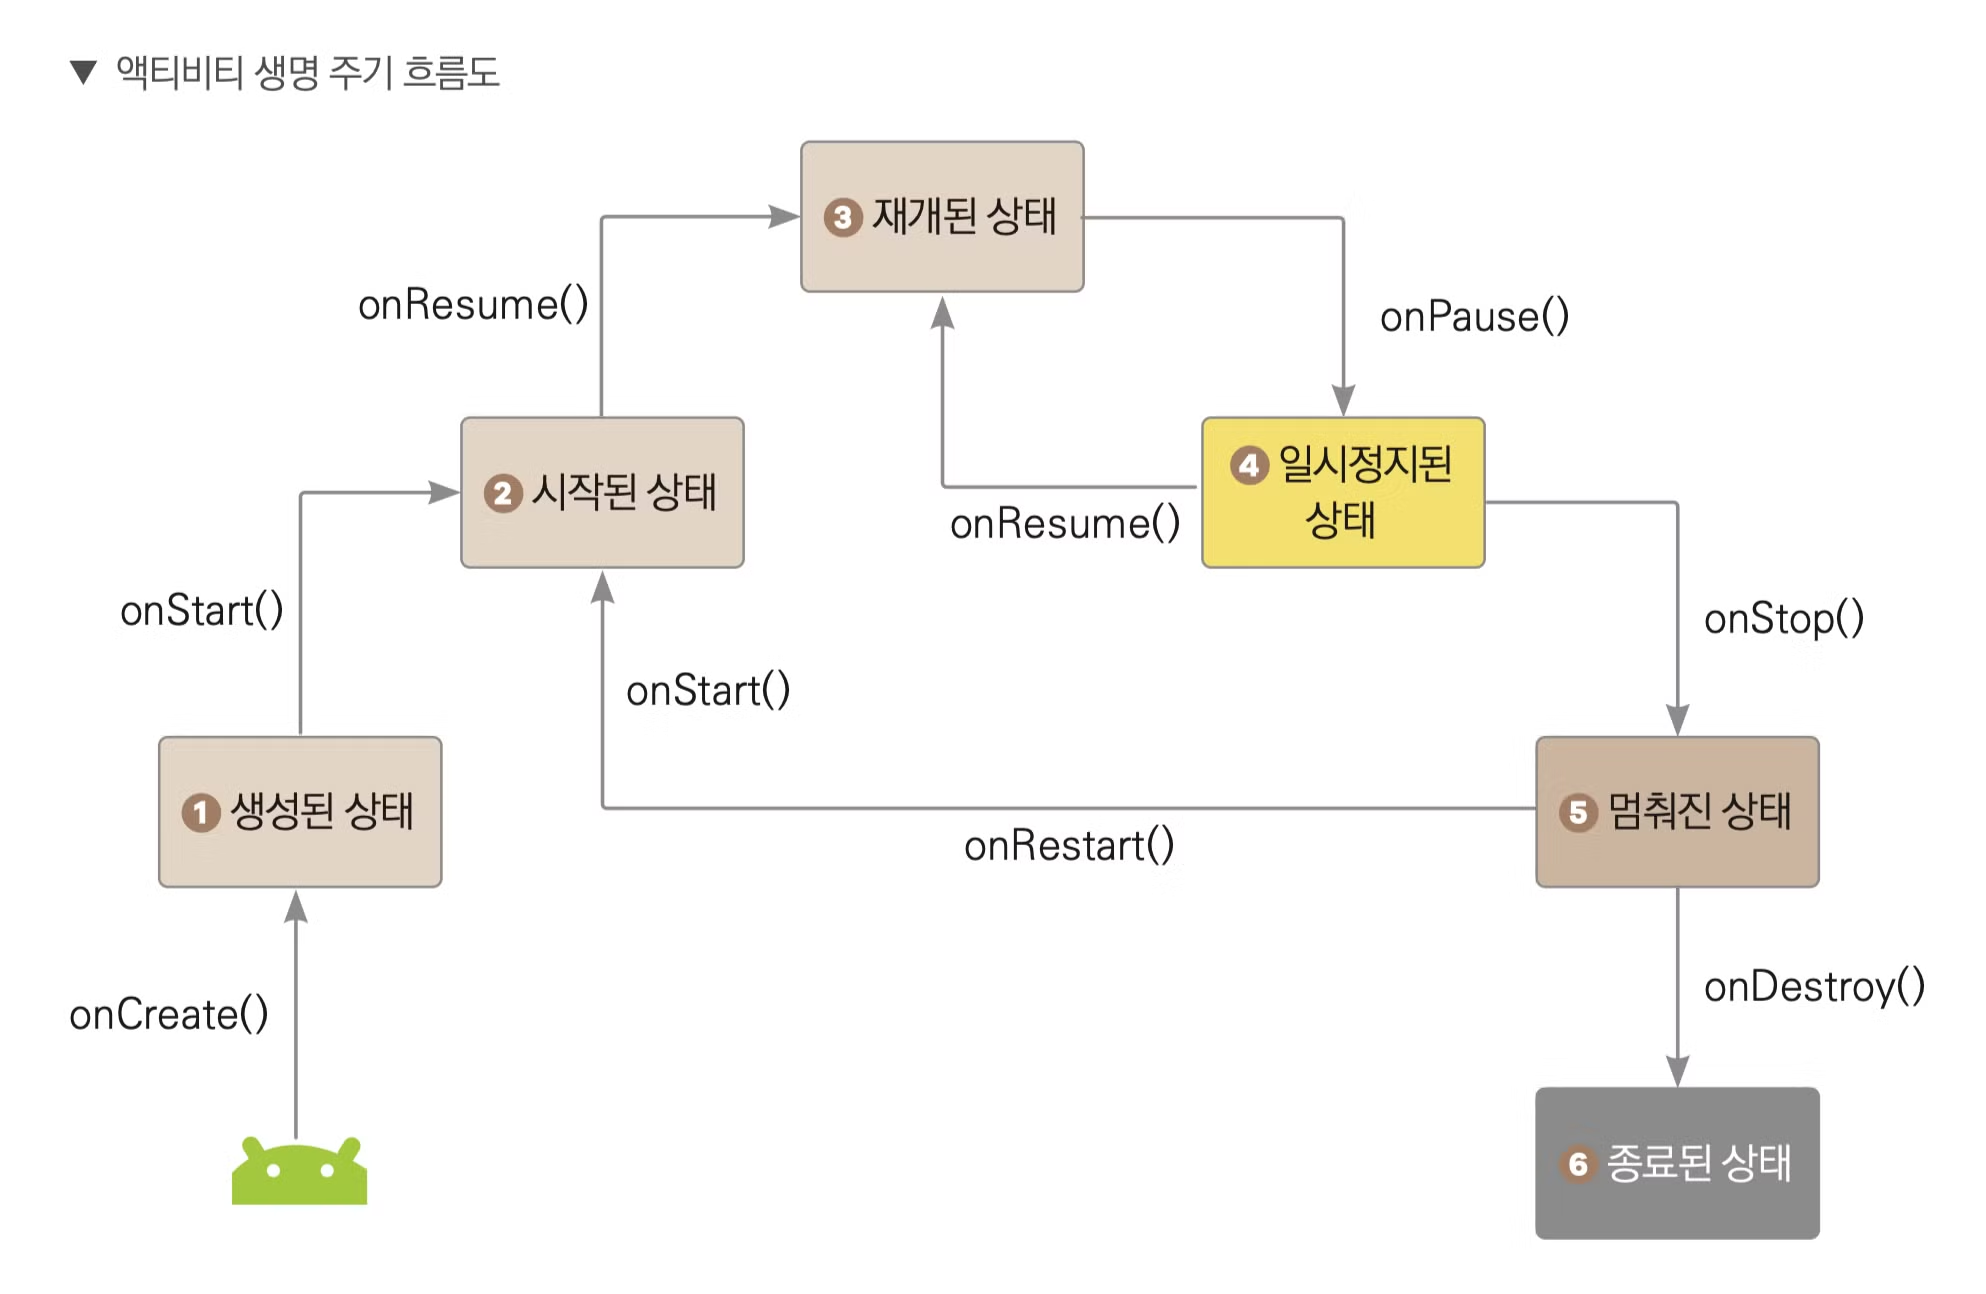 ▼ 액티비티 생명 주기 흐름도
3 재개된 상태
onResume()
onPause()
2 시작된 상태
4 일시정지된
상태
onResume()
onStart()
onStop()
onStart()
1 생성된 상태
5 멈춰진 상태
onRestart()
onCreate()
onDestroy()
6 종료된 상태